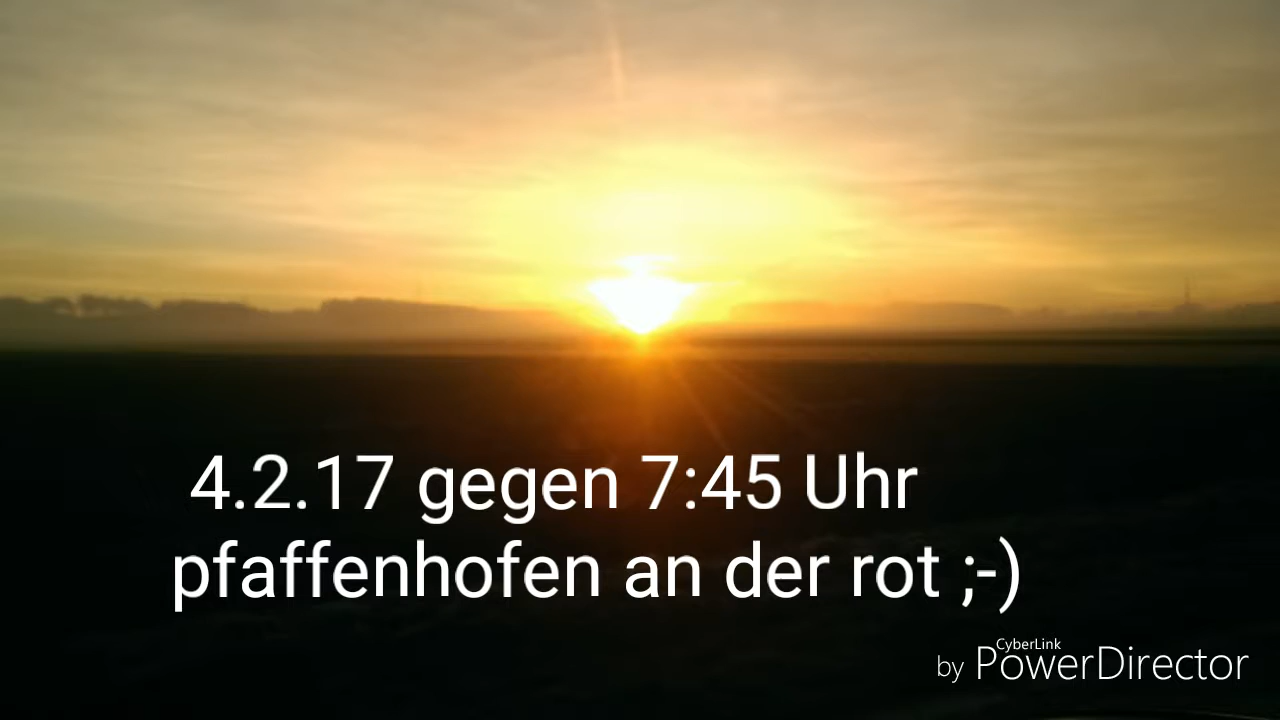 4.2.17 gegen 7:45 Uhr
pfaffenhofen an der rot ;-)
CyberLink
by PowerDirector